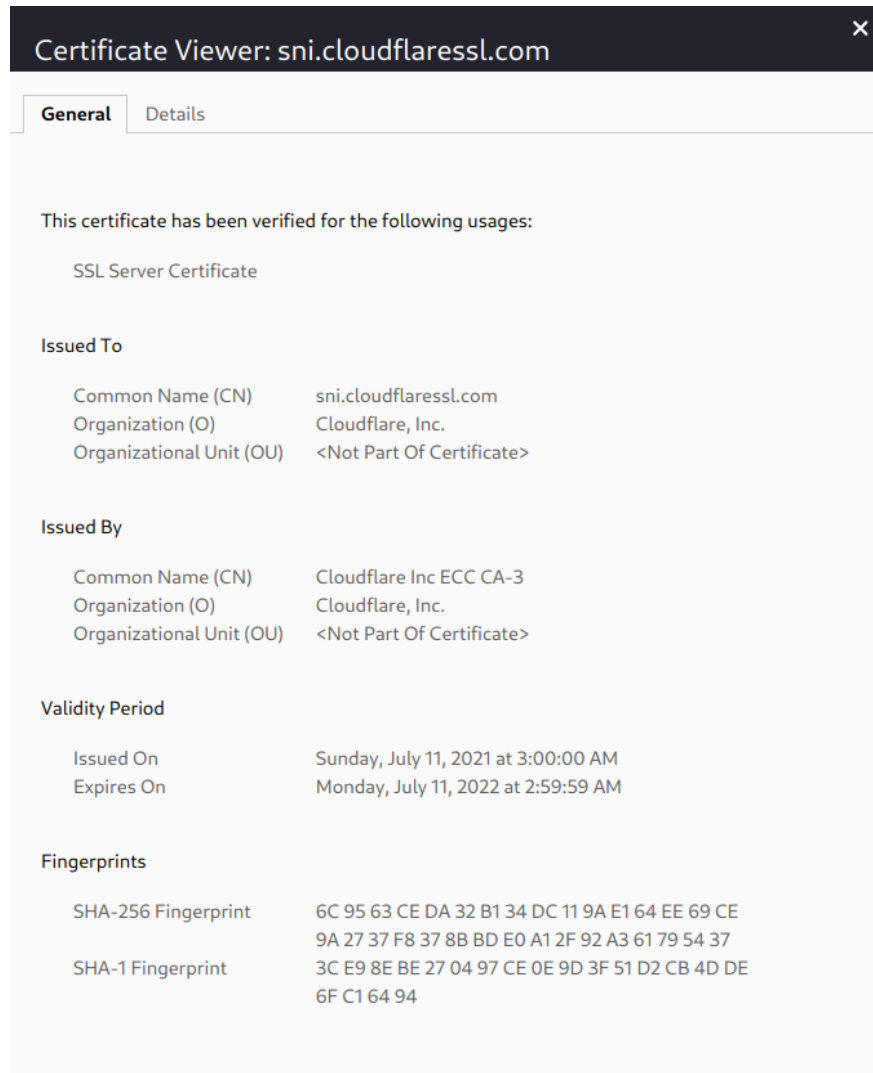 Certificate Viewer: sni.cloudflaressl.com
General Details
This certificate has been verified for the following usages:
SSL Server Certificate
Issued To
Common Name (CN) sni.cloudflaressl.com
Organization (O) Cloudflare, Inc.
Organizational Unit (OU) <Not Part Of Certificate>
Issued By
Common Name (CN) Cloudflare Inc ECC CA-3
Organization (O) Cloudflare, Inc.
Organizational Unit (OU) <Not Part Of Certificate>
Validity Period
Issued On Sunday, July 11, 2021 at 3:00:00 AM
Expires On Monday, July 11, 2022 at 2:59:59 AM
Fingerprints
SHA-256 Fingerprint 6C 95 63 CE DA 32 B1 34 DC 11 9A E1 64 EE 69 CE
9A 27 37 F8 37 8B BD E0 A1 2F 92 A3 61 79 54 37
SHA-1 Fingerprint 3C E9 8E BE 27 04 97 CE 0E 9D 3F 51 D2 CB 4D DE
6F C1 64 94